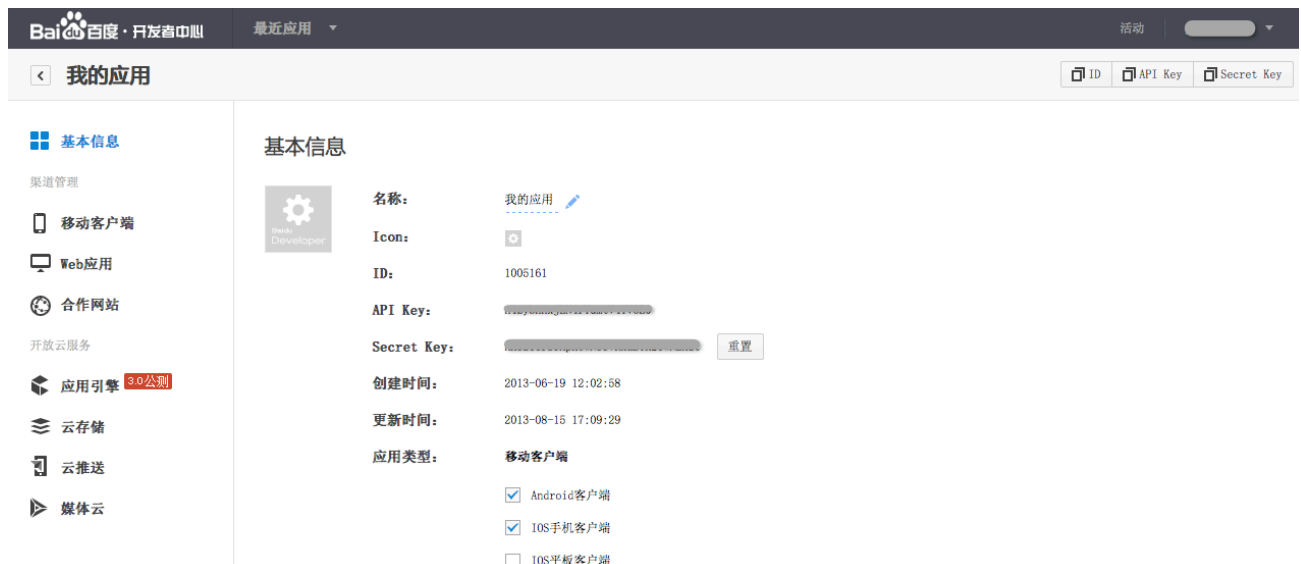 Baidu百度·开发者中心 最近应用 活动
我的应用 ID API Key Secret Key
基本信息
渠道管理
移动客户端
Web应用
合作网站
开放云服务
应用引擎 3.0公测
云存储
云推送
媒体云
基本信息
Baidu
Developer
名称: 我的应用
Icon:
ID: 1005161
API Key:
Secret Key: 重置
创建时间: 2013-06-19 12:02:58
更新时间: 2013-08-15 17:09:29
应用类型: 移动客户端
Android客户端
IOS手机客户端
IOS平板客户端